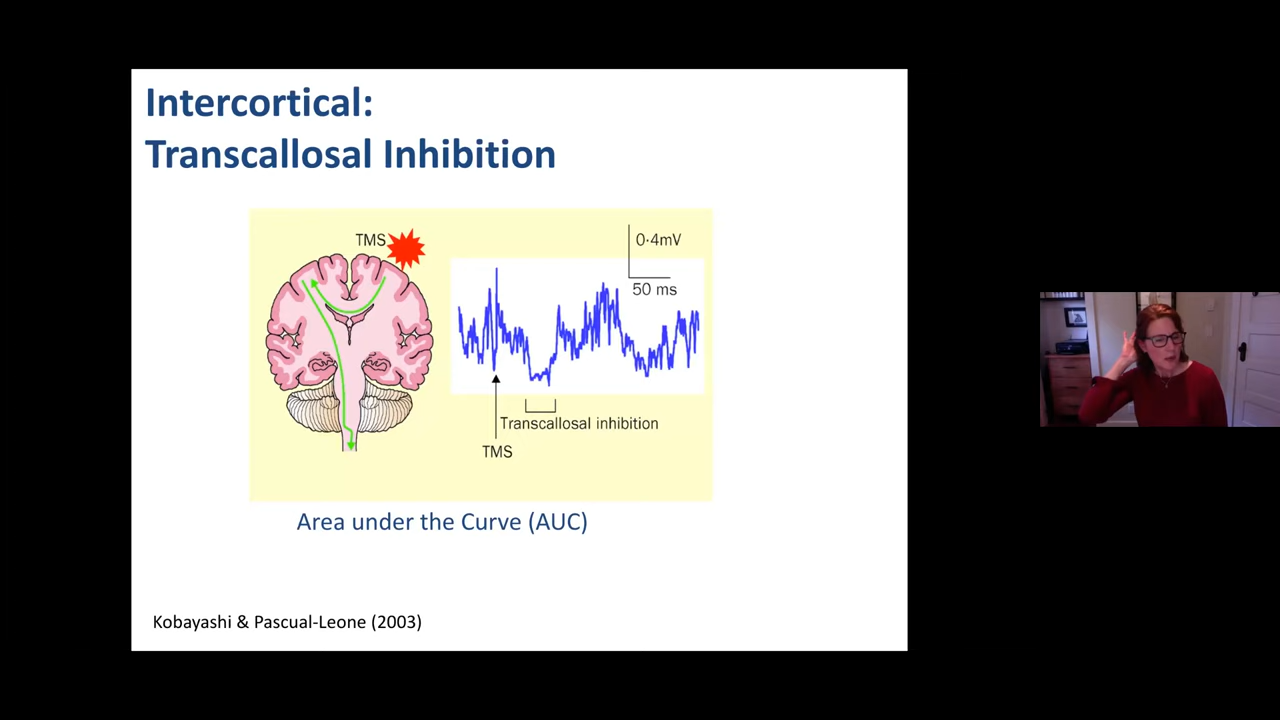 Intercortical:
Transcallosal Inhibition
TMS
0·4mV
50 ms
Transcallosal inhibition
TMS
Area under the Curve (AUC)
Kobayashi & Pascual-Leone (2003)